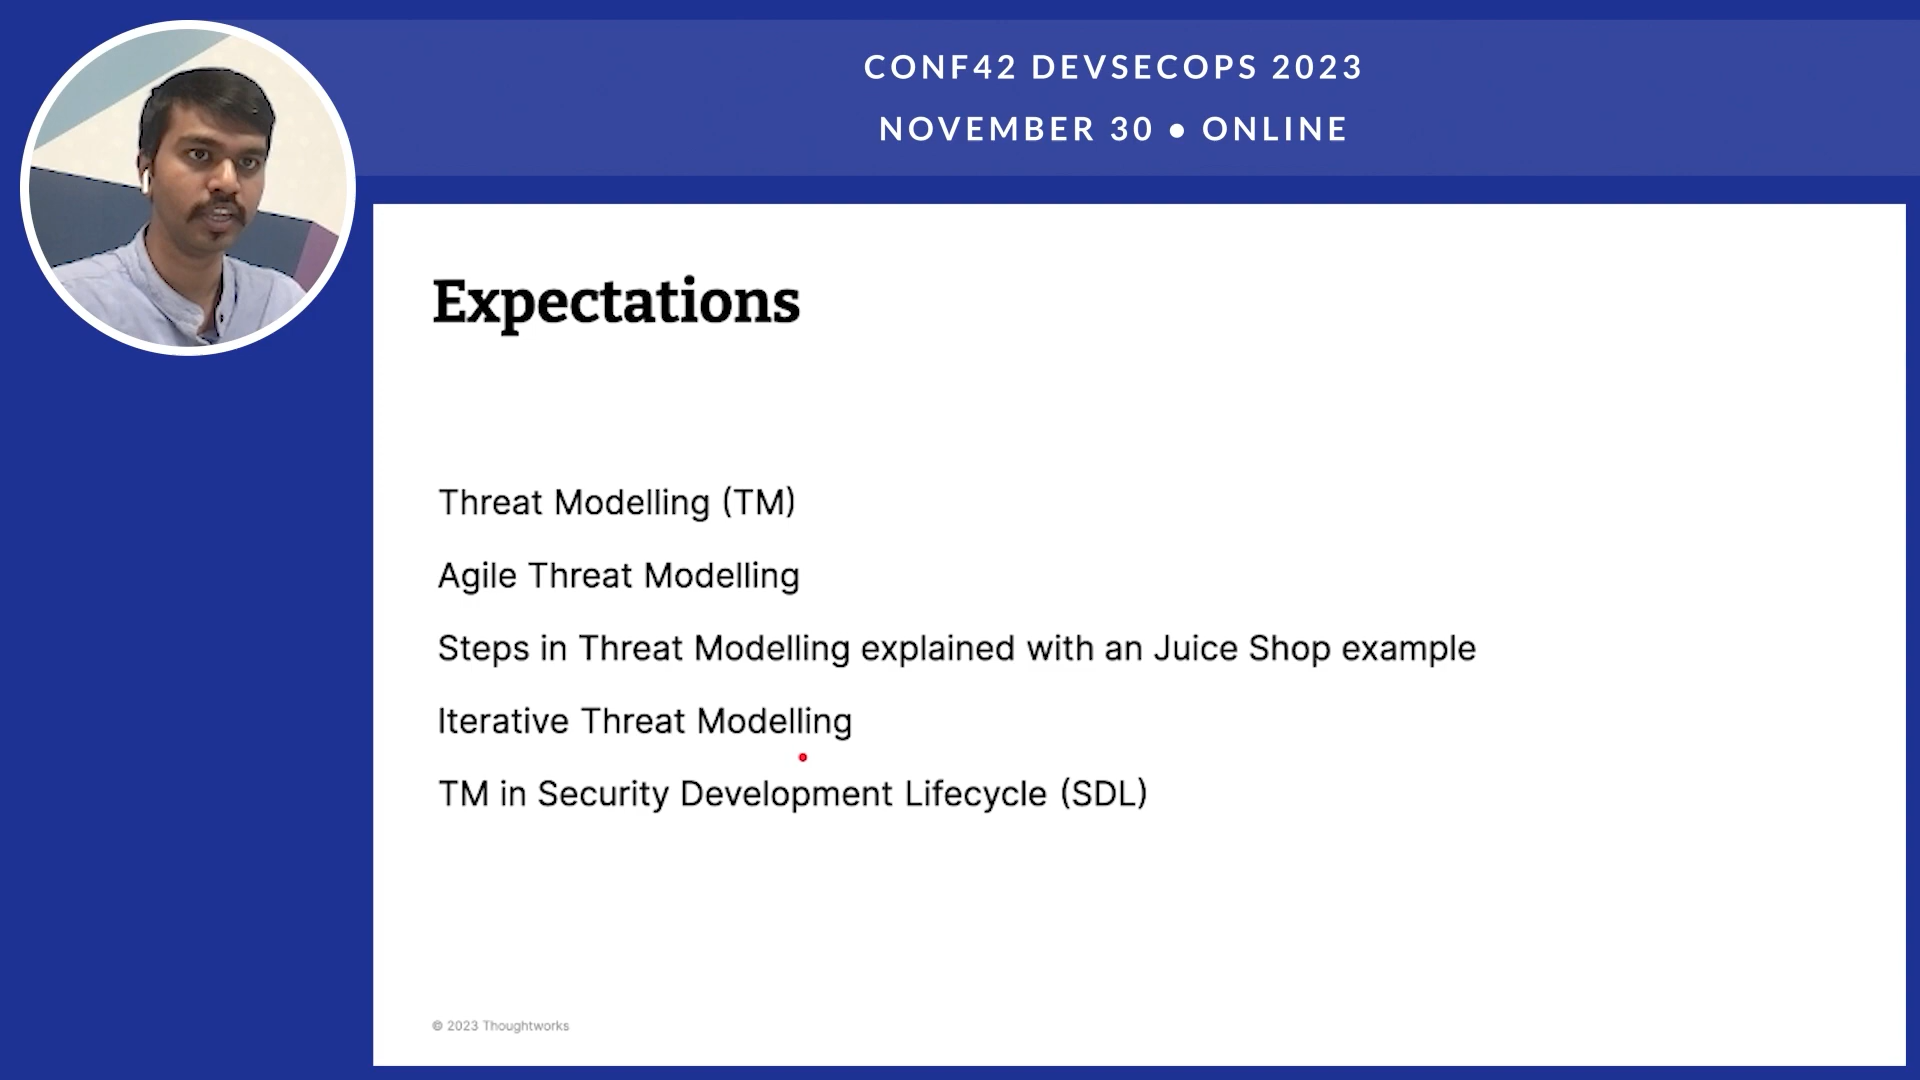 CONF42 DEVSECOPS 2023
NOVEMBER 30 • ONLINE
Expectations
Threat Modelling (TM)
Agile Threat Modelling
Steps in Threat Modelling explained with an Juice Shop example
Iterative Threat Modelling
TM in Security Development Lifecycle (SDL)
© 2023 Thoughtworks